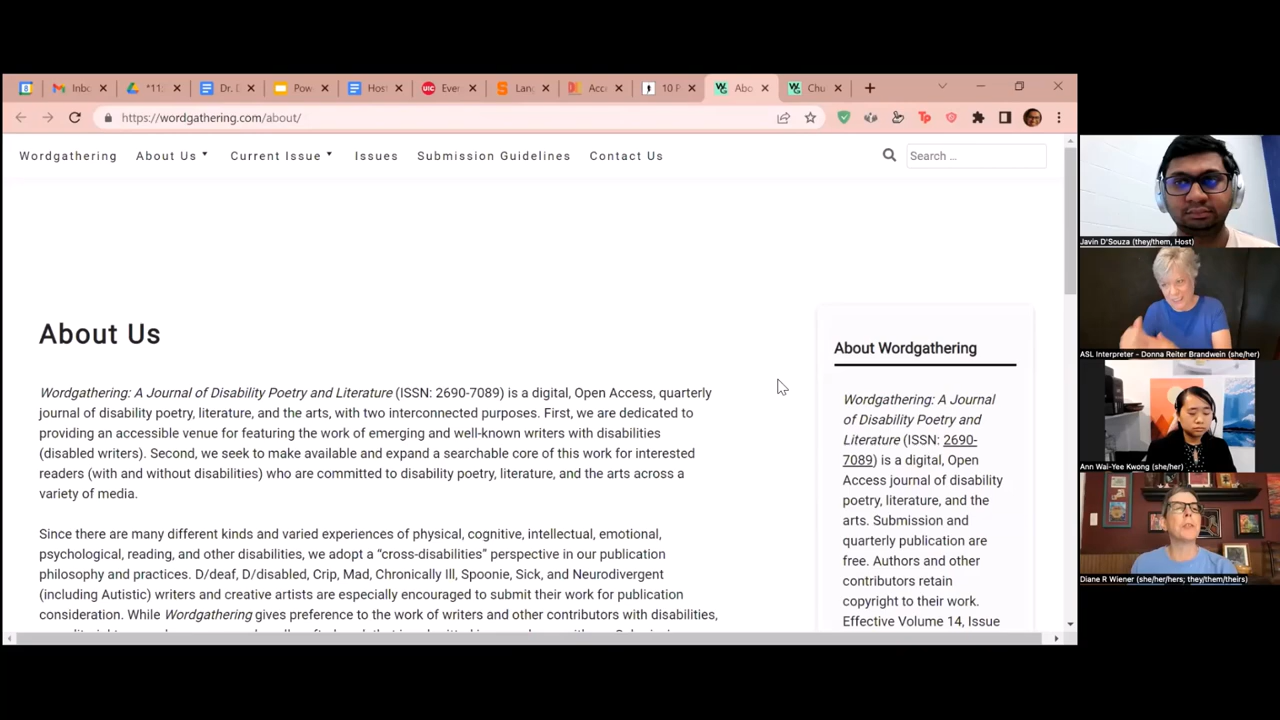 Inb
*11:
Dr. D
Pow
Host
UIC Ever
Lan
Acc
10 P
Abo
Chu
https://wordgathering.com/about/
Wordgathering About Us Current Issue Issues Submission Guidelines Contact Us Search ...
About Us
Wordgathering: A Journal of Disability Poetry and Literature (ISSN: 2690-7089) is a digital, Open Access, quarterly
journal of disability poetry, literature, and the arts, with two interconnected purposes. First, we are dedicated to
providing an accessible venue for featuring the work of emerging and well-known writers with disabilities
(disabled writers). Second, we seek to make available and expand a searchable core of this work for interested
readers (with and without disabilities) who are committed to disability poetry, literature, and the arts across a
variety of media.
Since there are many different kinds and varied experiences of physical, cognitive, intellectual, emotional,
psychological, reading, and other disabilities, we adopt a “cross-disabilities” perspective in our publication
philosophy and practices. D/deaf, D/disabled, Crip, Mad, Chronically Ill, Spoonie, Sick, and Neurodivergent
(including Autistic) writers and creative artists are especially encouraged to submit their work for publication
consideration. While Wordgathering gives preference to the work of writers and other contributors with disabilities,
About Wordgathering
Wordgathering: A Journal
of Disability Poetry and
Literature (ISSN: 2690-
7089) is a digital, Open
Access journal of disability
poetry, literature, and the
arts. Submission and
quarterly publication are
free. Authors and other
contributors retain
copyright to their work.
Effective Volume 14, Issue
Javin D'Souza (they/them, Host)
ASL Interpreter - Donna Reiter Brandwein (she/her)
Ann Wai-Yee Kwong (she/her)
Diane R Wiener (she/her/hers; they/them/theirs)